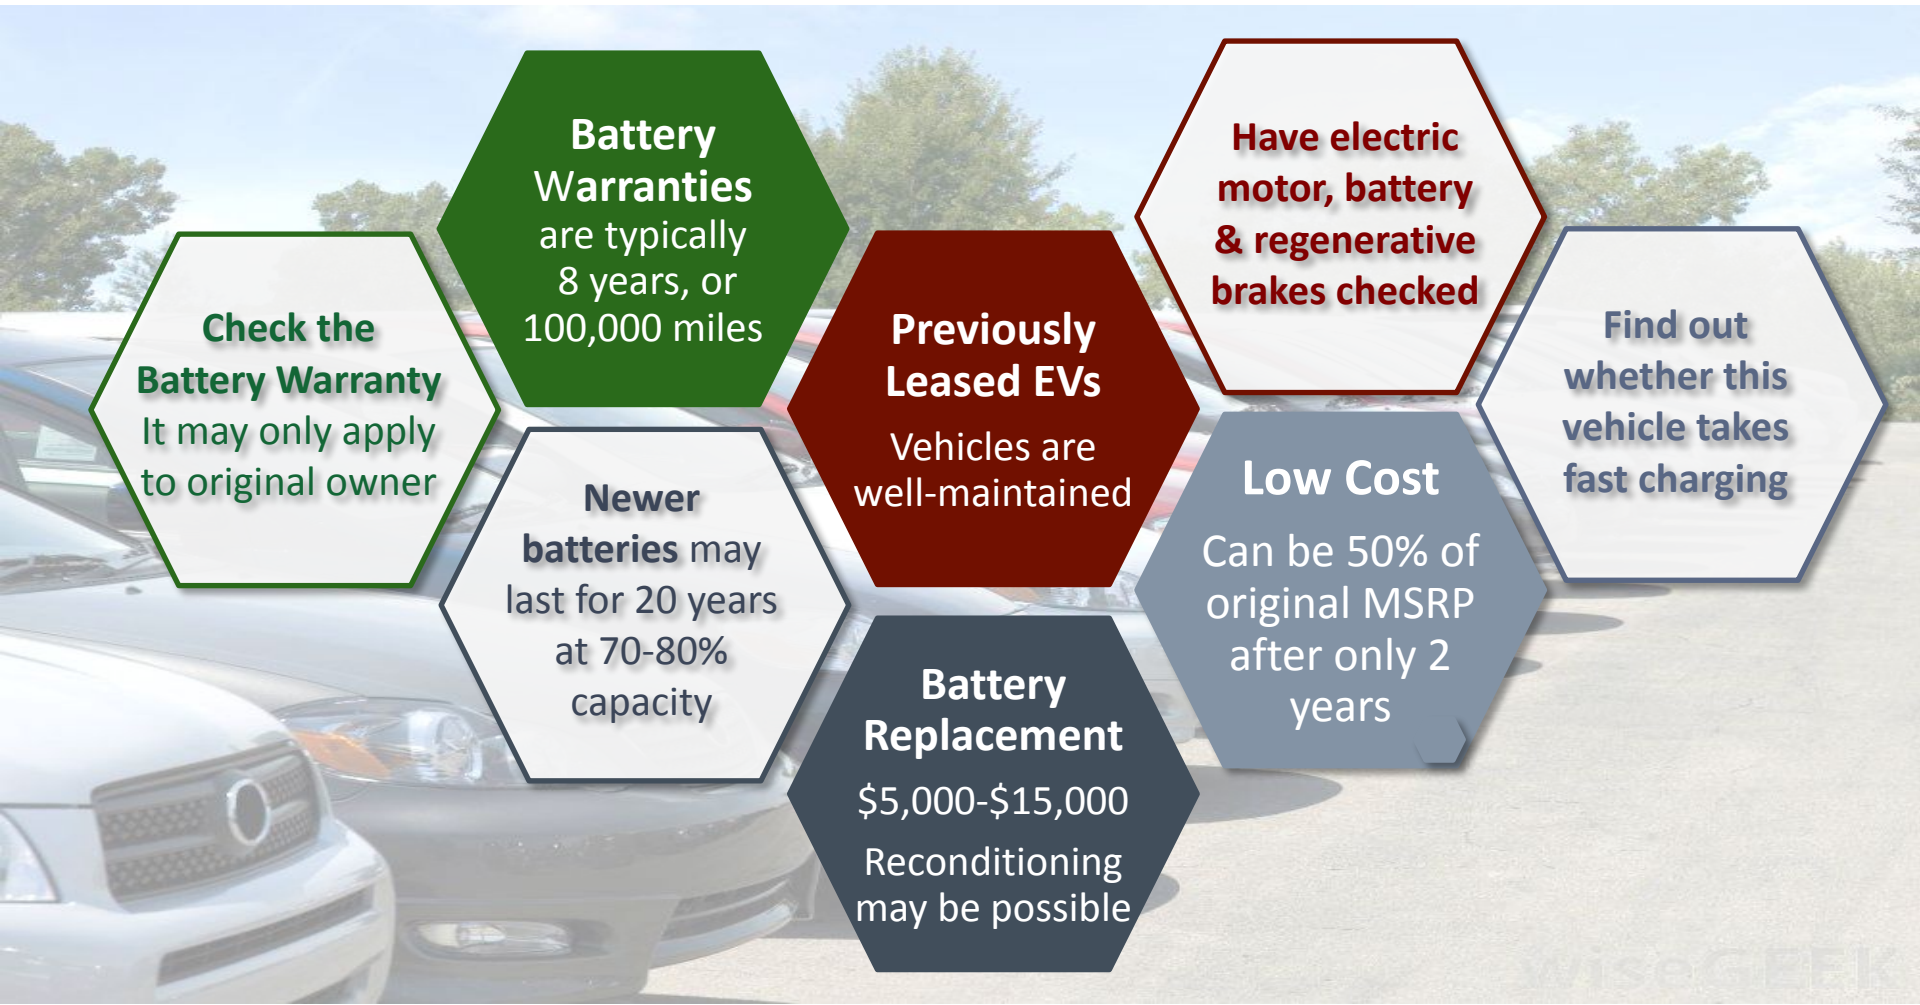 Check the
Battery Warranty
It may only apply
to original owner
Battery
Warranties
are typically
8 years, or
100,000 miles
Newer
batteries may
last for 20 years
at 70-80%
capacity
Previously
Leased EVs
Vehicles are
well-maintained
Battery
Replacement
$5,000-$15,000
Reconditioning
may be possible
Have electric
motor, battery
& regenerative
brakes checked
Low Cost
Can be 50% of
original MSRP
after only 2
years
Find out
whether this
vehicle takes
fast charging
wiseGEEK